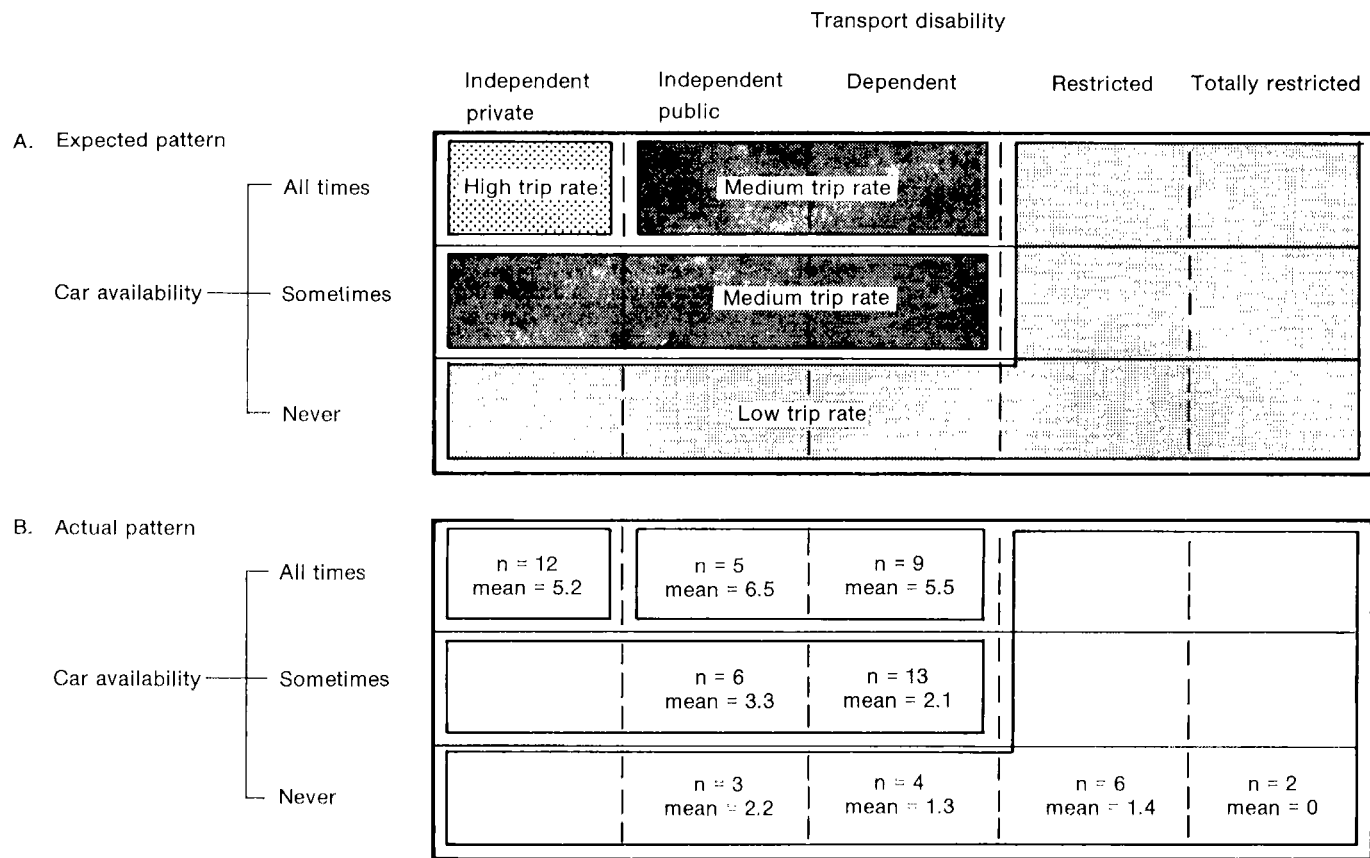 Transport disability
Independent private
Independent public
Dependent
Restricted
Totally restricted
A. Expected pattern
All times
High trip rate
Medium trip rate
Car availability
Sometimes
Medium trip rate
Never
Low trip rate
B. Actual pattern
All times
n = 12
mean = 5.2
n = 5
mean = 6.5
n = 9
mean = 5.5
Car availability
Sometimes
n = 6
mean = 3.3
n = 13
mean = 2.1
Never
n = 3
mean = 2.2
n = 4
mean = 1.3
n = 6
mean = 1.4
n = 2
mean = 0